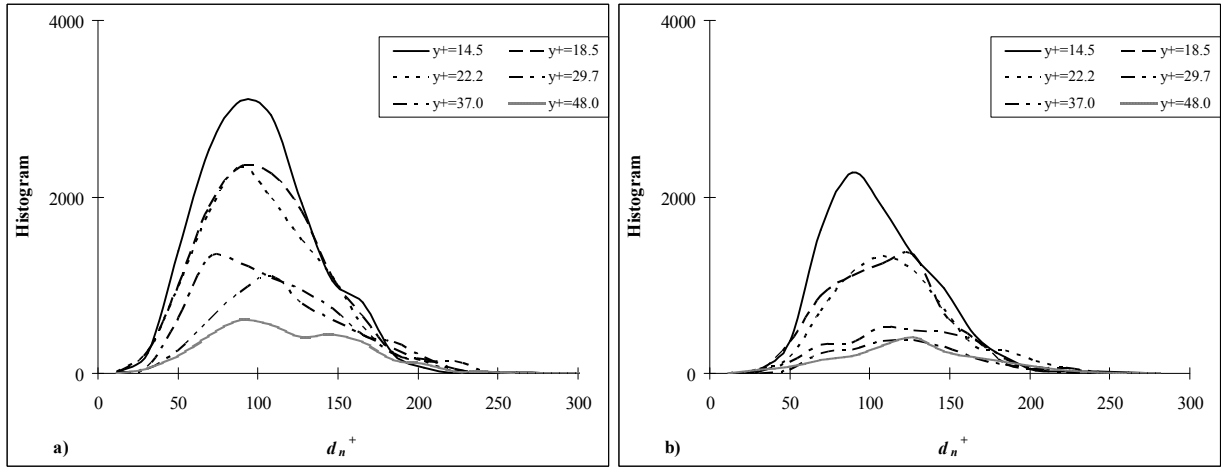 4000
y+=14.5 y+=18.5
y+=22.2 y+=29.7
y+=37.0 y+=48.0
Histogram
2000
0
0 50 100 150 200 250 300
a)
dn+
4000
y+=14.5 y+=18.5
y+=22.2 y+=29.7
y+=37.0 y+=48.0
Histogram
2000
0
0 50 100 150 200 250 300
b)
dn+